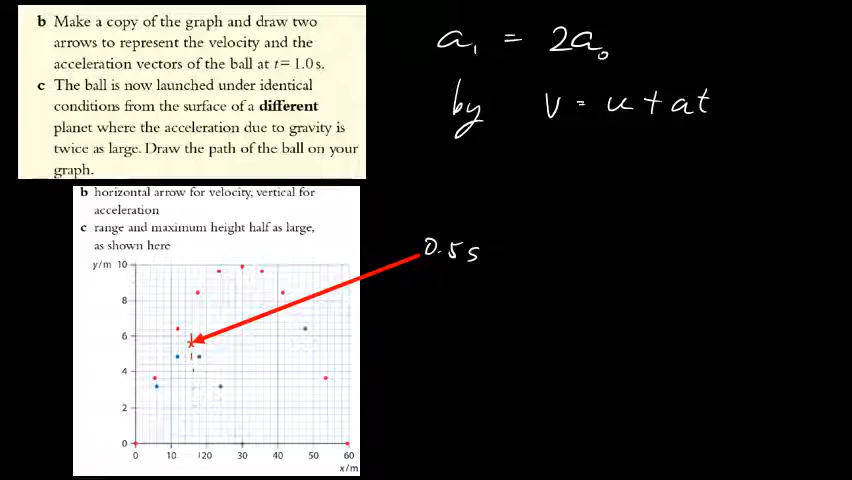 b Make a copy of the graph and draw two
arrows to represent the velocity and the
acceleration vectors of the ball at t = 1.0 s.
c The ball is now launched under identical
conditions from the surface of a different
planet where the acceleration due to gravity is
twice as large. Draw the path of the ball on your
graph.
b horizontal arrow for velocity, vertical for
acceleration
c range and maximum height half as large,
as shown here
y/m 10
8
6
4
2
0
0 10 20 30 40 50 60
x/m
a₁ = 2a₀
by v = u + at
0.5 s